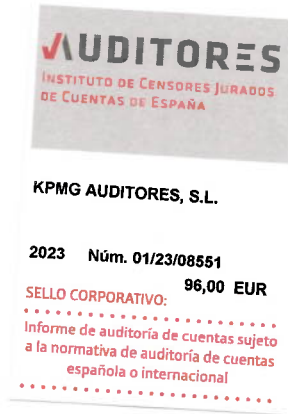 AUDITORES
INSTITUTO DE CENSORES JURADOS
DE CUENTAS DE ESPAÑA
KPMG AUDITORES, S.L.
2023 Núm. 01/23/08551
96,00 EUR
SELLO CORPORATIVO:
Informe de auditoría de cuentas sujeto
a la normativa de auditoría de cuentas
española o internacional